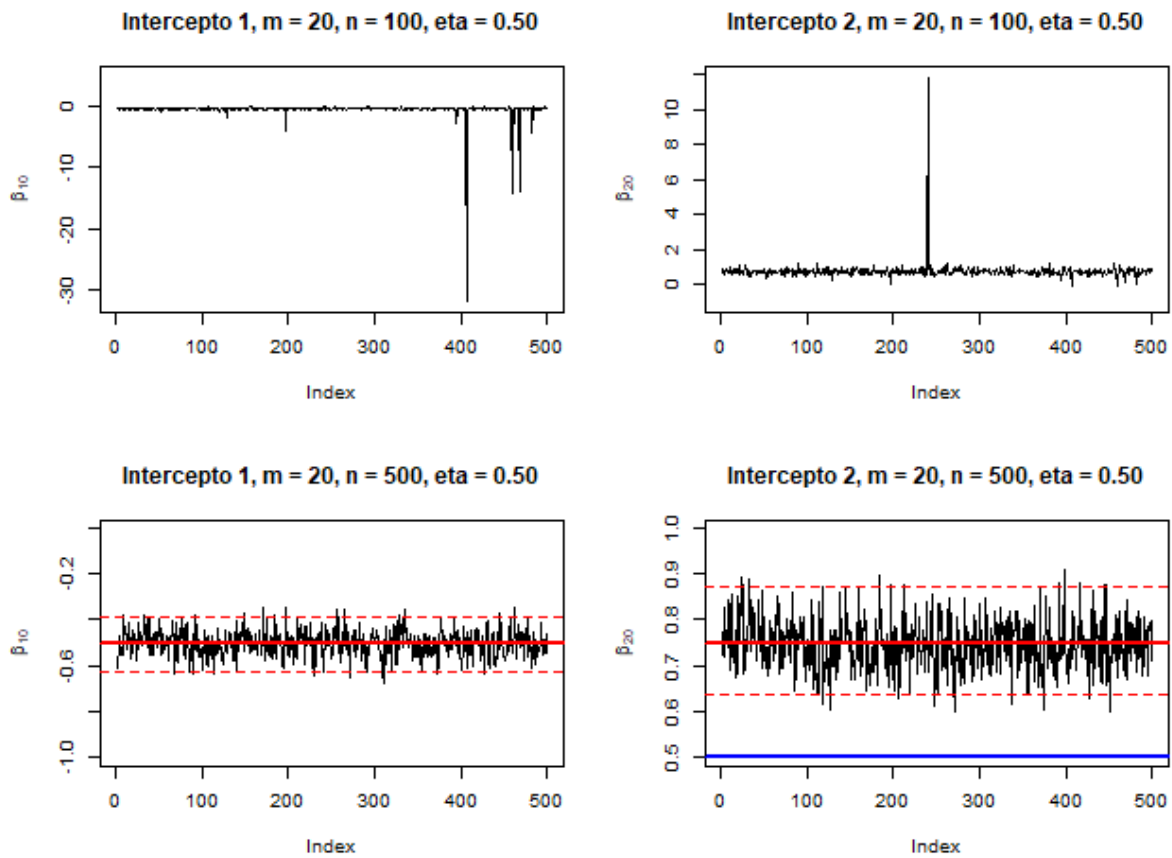 Intercepto 1, m = 20, n = 100, eta = 0.50
β₁₀
0
-10
-20
-30
0 100 200 300 400 500
Index
Intercepto 2, m = 20, n = 100, eta = 0.50
β₂₀
10
8
6
4
2
0
0 100 200 300 400 500
Index
Intercepto 1, m = 20, n = 500, eta = 0.50
β₁₀
-0.2
-0.6
-1.0
0 100 200 300 400 500
Index
Intercepto 2, m = 20, n = 500, eta = 0.50
β₂₀
1.0
0.9
0.8
0.7
0.6
0.5
0 100 200 300 400 500
Index